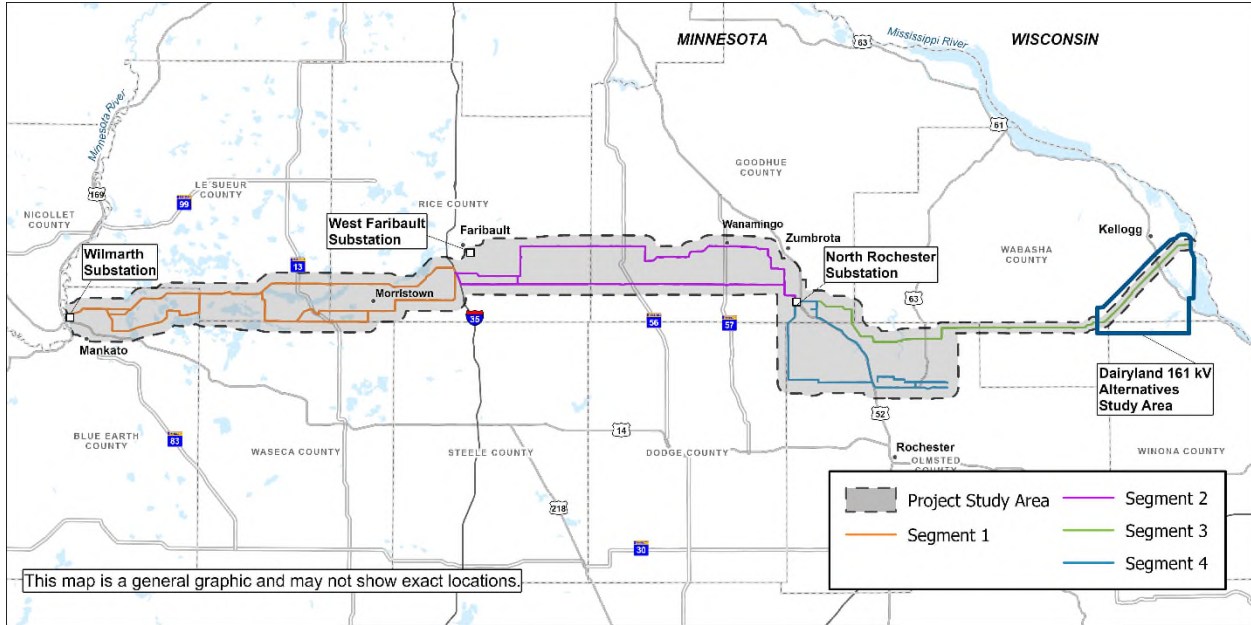 MINNESOTA
WISCONSIN
Mississippi River
63
Minnesota River
61
169
GOODHUE
COUNTY
LE SUEUR
COUNTY
99
NICOLLET
COUNTY
RICE COUNTY
West Faribault
Substation
Faribault
Wanamingo
Zumbrota
Kellogg
WABASHA
COUNTY
Wilmarth
Substation
13
North Rochester
Substation
Morristown
63
35
56
57
Mankato
Dairyland 161 kV
Alternatives
Study Area
52
83
14
BLUE EARTH
COUNTY
WASECA COUNTY
STEELE COUNTY
DODGE COUNTY
Rochester
OLMSTED
COUNTY
WINONA COUNTY
218
30
Project Study Area
Segment 1
Segment 2
Segment 3
Segment 4
This map is a general graphic and may not show exact locations.